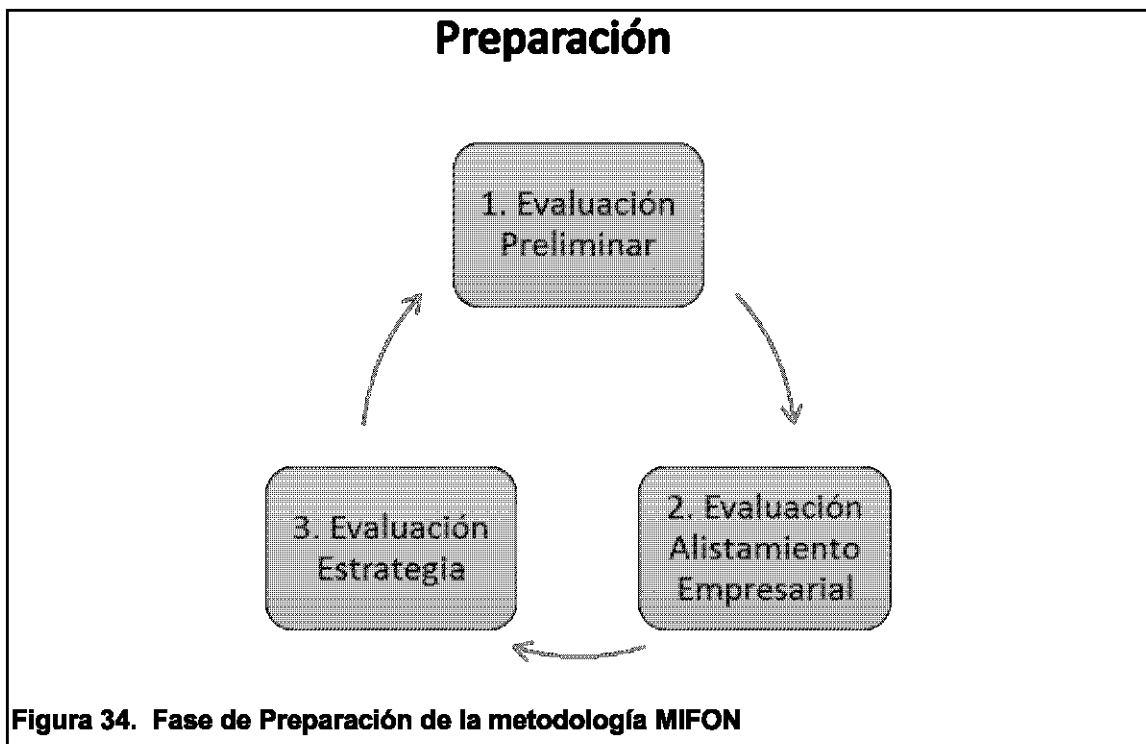 Preparación
1. Evaluación
Preliminar
2. Evaluación
Alistamiento
Empresarial
3. Evaluación
Estrategia
Figura 34. Fase de Preparación de la metodología MIFON